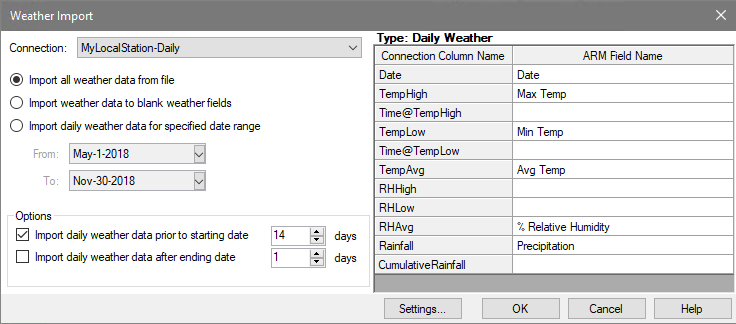 Weather Import
Connection: MyLocalStation-Daily
Import all weather data from file
Import weather data to blank weather fields
Import daily weather data for specified date range
From: May-1-2018
To: Nov-30-2018
Options
Import daily weather data prior to starting date 14 days
Import daily weather data after ending date 1 days
Type: Daily Weather
Connection Column Name ARM Field Name
Date Date
TempHigh Max Temp
Time@TempHigh
TempLow Min Temp
Time@TempLow
TempAvg Avg Temp
RHHigh
RHLow
RHAvg % Relative Humidity
Rainfall Precipitation
CumulativeRainfall
Settings... OK Cancel Help